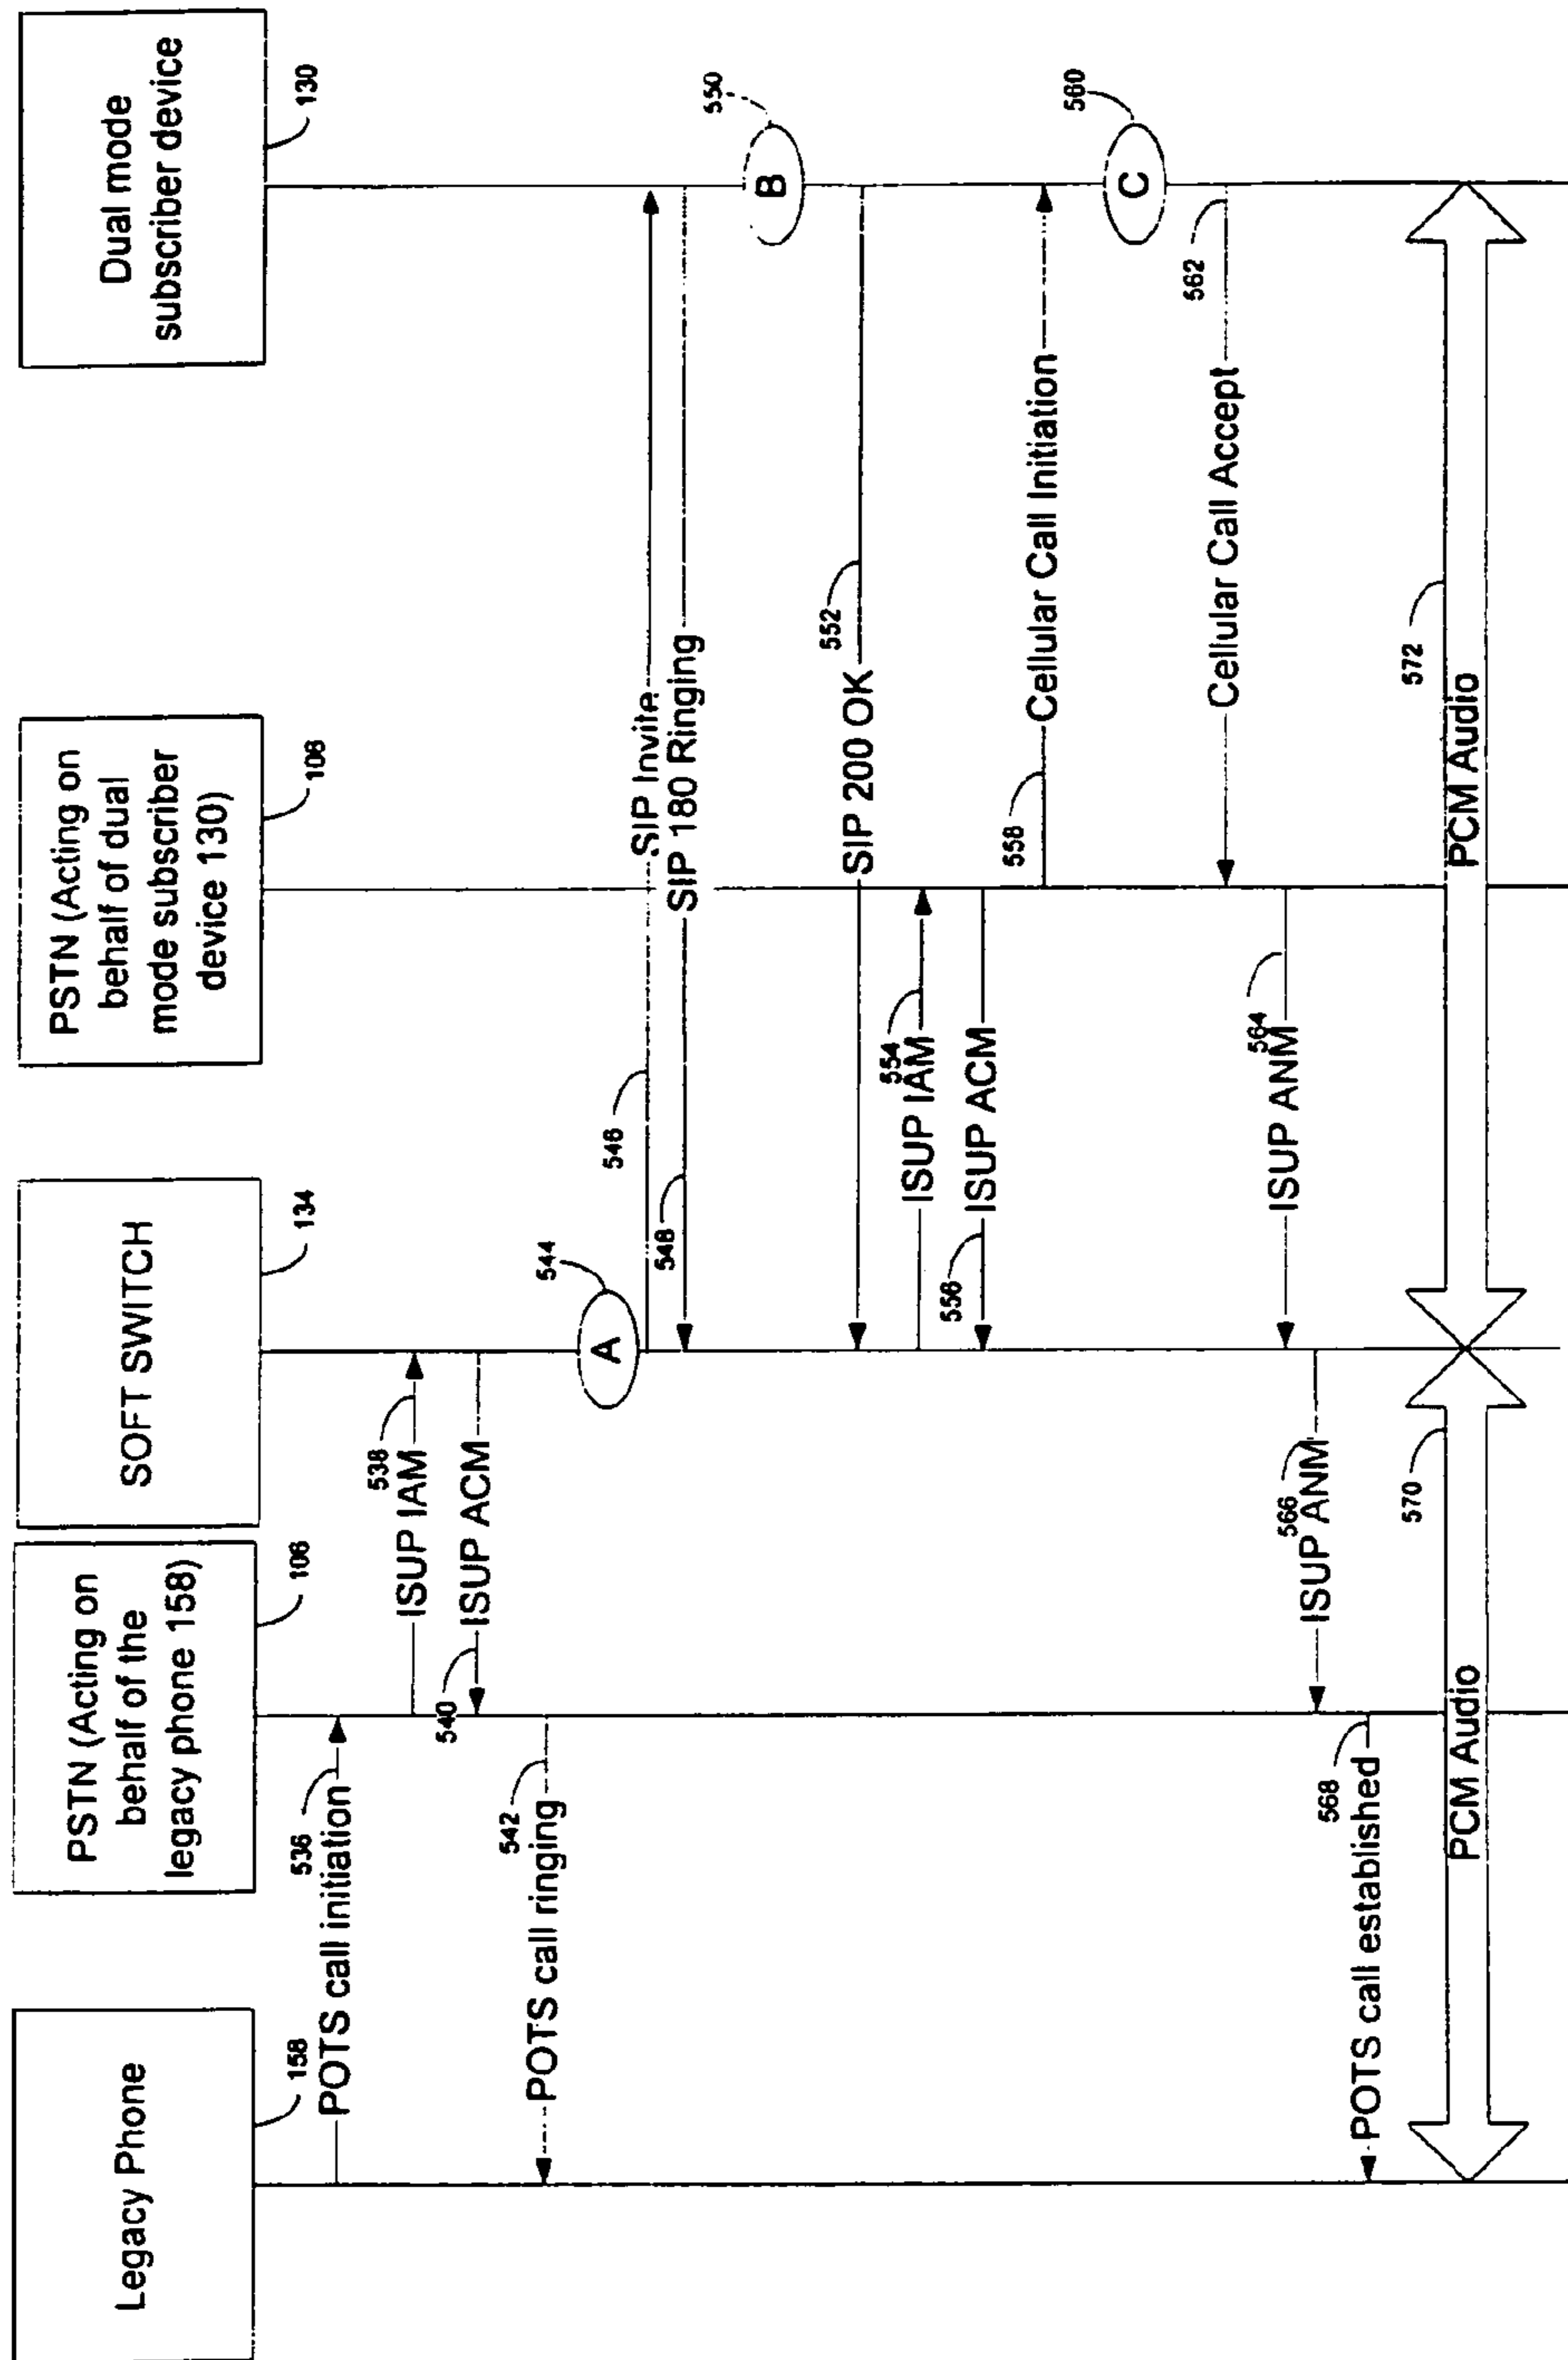 Legacy Phone
158
PSTN (Acting on
behalf of the
legacy phone 158)
106
SOFT SWITCH
134
PSTN (Acting on
behalf of dual
mode subscriber
device 130)
106
Dual mode
subscriber device
130
536
POTS call initiation
538
ISUP IAM
540
ISUP ACM
542
POTS call ringing
A
544
546
SIP Invite
548
SIP 180 Ringing
B
550
552
SIP 200 OK
554
ISUP IAM
556
ISUP ACM
558
Cellular Call Initiation
C
560
562
Cellular Call Accept
564
ISUP ANM
566
ISUP ANM
568
POTS call established
570
PCM Audio
572
PCM Audio